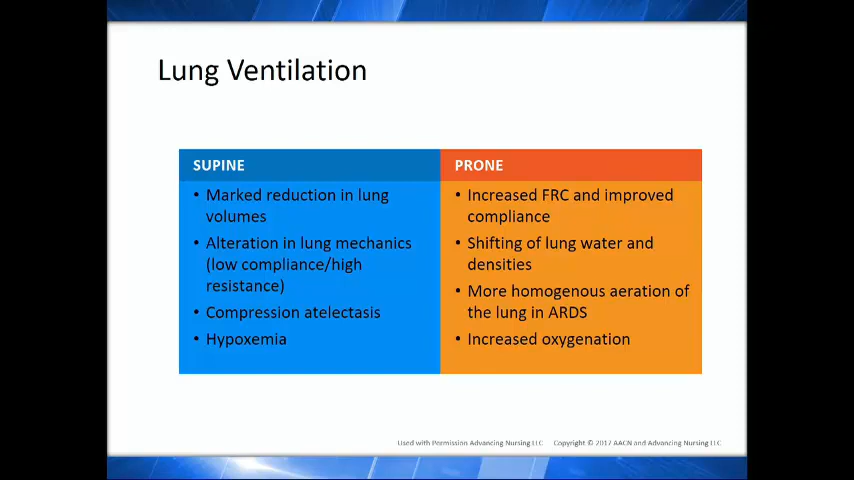 Lung Ventilation
SUPINE
• Marked reduction in lung
volumes
• Alteration in lung mechanics
(low compliance/high
resistance)
• Compression atelectasis
• Hypoxemia
PRONE
• Increased FRC and improved
compliance
• Shifting of lung water and
densities
• More homogenous aeration of
the lung in ARDS
• Increased oxygenation
Used with Permission Advancing Nursing LLC Copyright © 2017 AACN and Advancing Nursing LLC